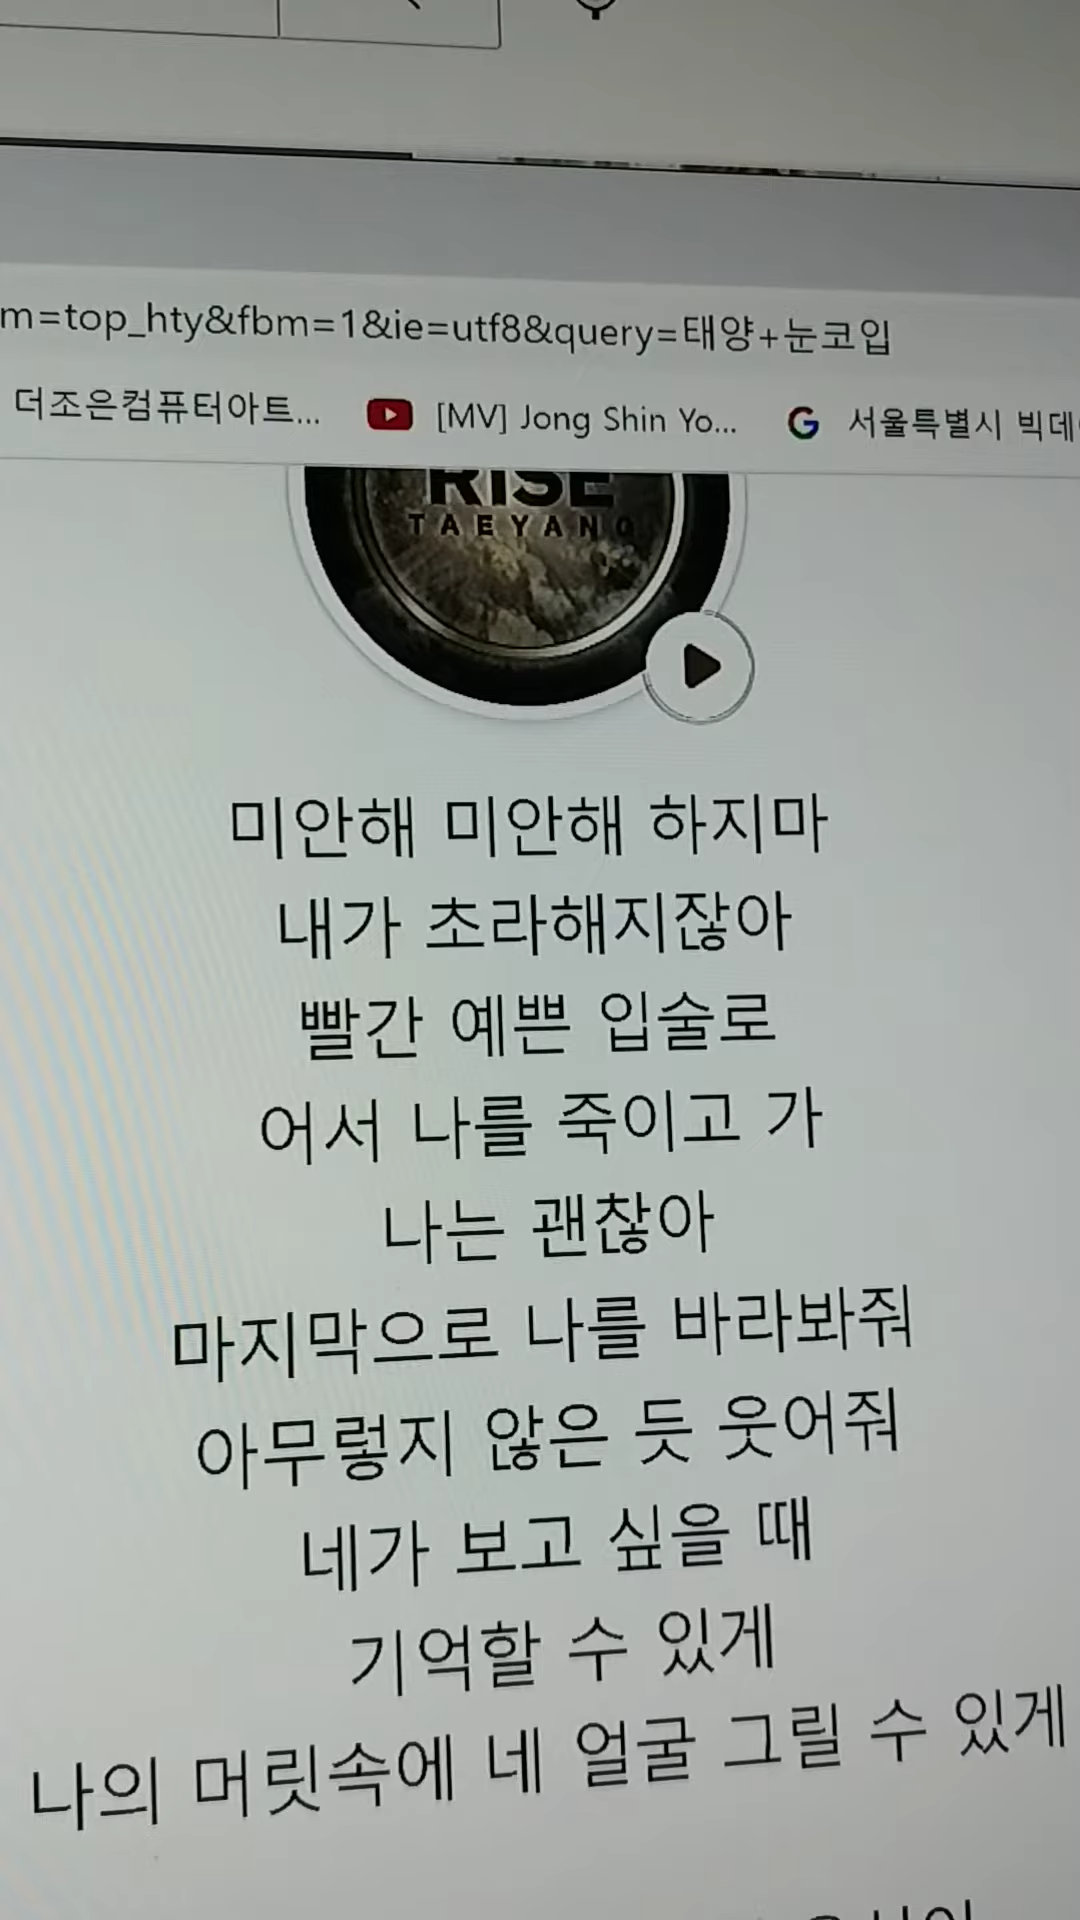 m=top_hty&fbm=1&ie=utf8&query=태양+눈코입
더조은컴퓨터아트...
[MV] Jong Shin Yo...
서울특별시 빅데
RISE
TAEYANG
미안해 미안해 하지마
내가 초라해지잖아
빨간 예쁜 입술로
어서 나를 죽이고 가
나는 괜찮아
마지막으로 나를 바라봐줘
아무렇지 않은 듯 웃어줘
네가 보고 싶을 때
기억할 수 있게
나의 머릿속에 네 얼굴 그릴 수 있게